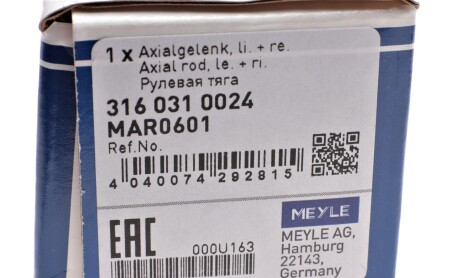 1 x Axialgelenk, li. + re.
Axial rod, le. + ri.
Рулевая тяга
316 031 0024
MAR0601
Ref.No.
4 040074 292815
EAC
000U163
MEYLE
MEYLE AG,
Hamburg
22143,
Germany